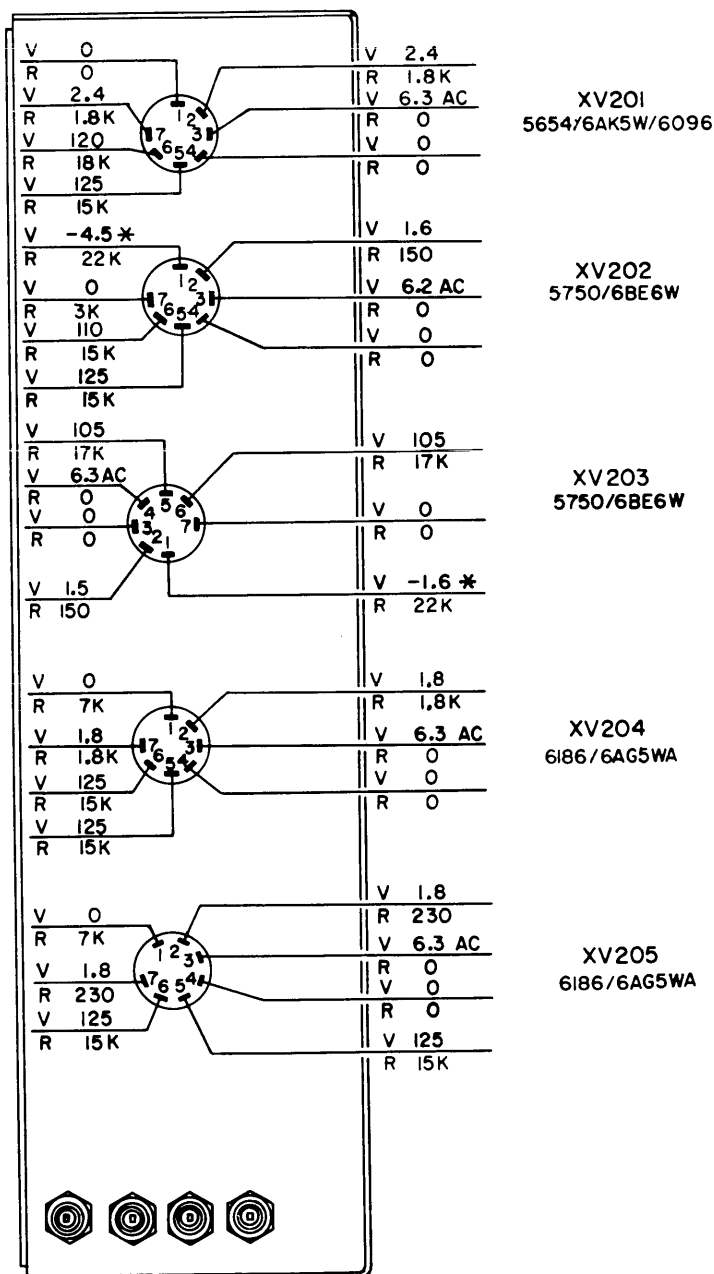 V 0
R 0
V 2.4
R 1.8K
V 120
R 18K
V 125
R 15K
1 2 3 4 5 6 7
V 2.4
R 1.8K
V 6.3 AC
R 0
V 0
R 0
XV201
5654/6AK5W/6096
V -4.5 *
R 22K
V 0
R 3K
V 110
R 15K
V 125
R 15K
1 2 3 4 5 6 7
V 1.6
R 150
V 6.2 AC
R 0
V 0
R 0
XV202
5750/6BE6W
V 105
R 17K
V 6.3 AC
R 0
V 0
R 0
V 1.5
R 150
1 2 3 4 5 6 7
V 105
R 17K
V 0
R 0
V -1.6 *
R 22K
XV203
5750/6BE6W
V 0
R 7K
V 1.8
R 1.8K
V 125
R 15K
V 125
R 15K
1 2 3 4 5 6 7
V 1.8
R 1.8K
V 6.3 AC
R 0
V 0
R 0
XV204
6186/6AG5WA
V 0
R 7K
V 1.8
R 230
V 125
R 15K
1 2 3 4 5 6 7
V 1.8
R 230
V 6.3 AC
R 0
V 0
R 0
V 125
R 15K
XV205
6186/6AG5WA